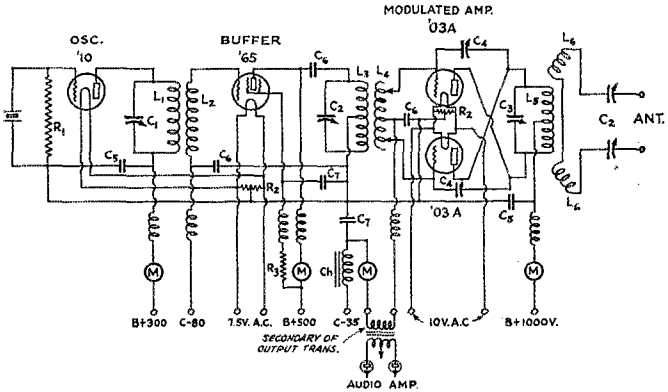 MODULATED AMP.
OSC. BUFFER '03A
'10 '65 C4
C6 L3 L4 L6
L1 L2 C2 C6 R2 C3 L5 C2 ANT.
R1 C1
C5 C6 C7 C4 L6
R2 '03A C5
C7
R3 M Ch M M
M
B+300 C-80 7.5V. A.C. B+500 C-35 10V.A.C B+1000V.
SECONDARY OF
OUTPUT TRANS.
AUDIO AMP.